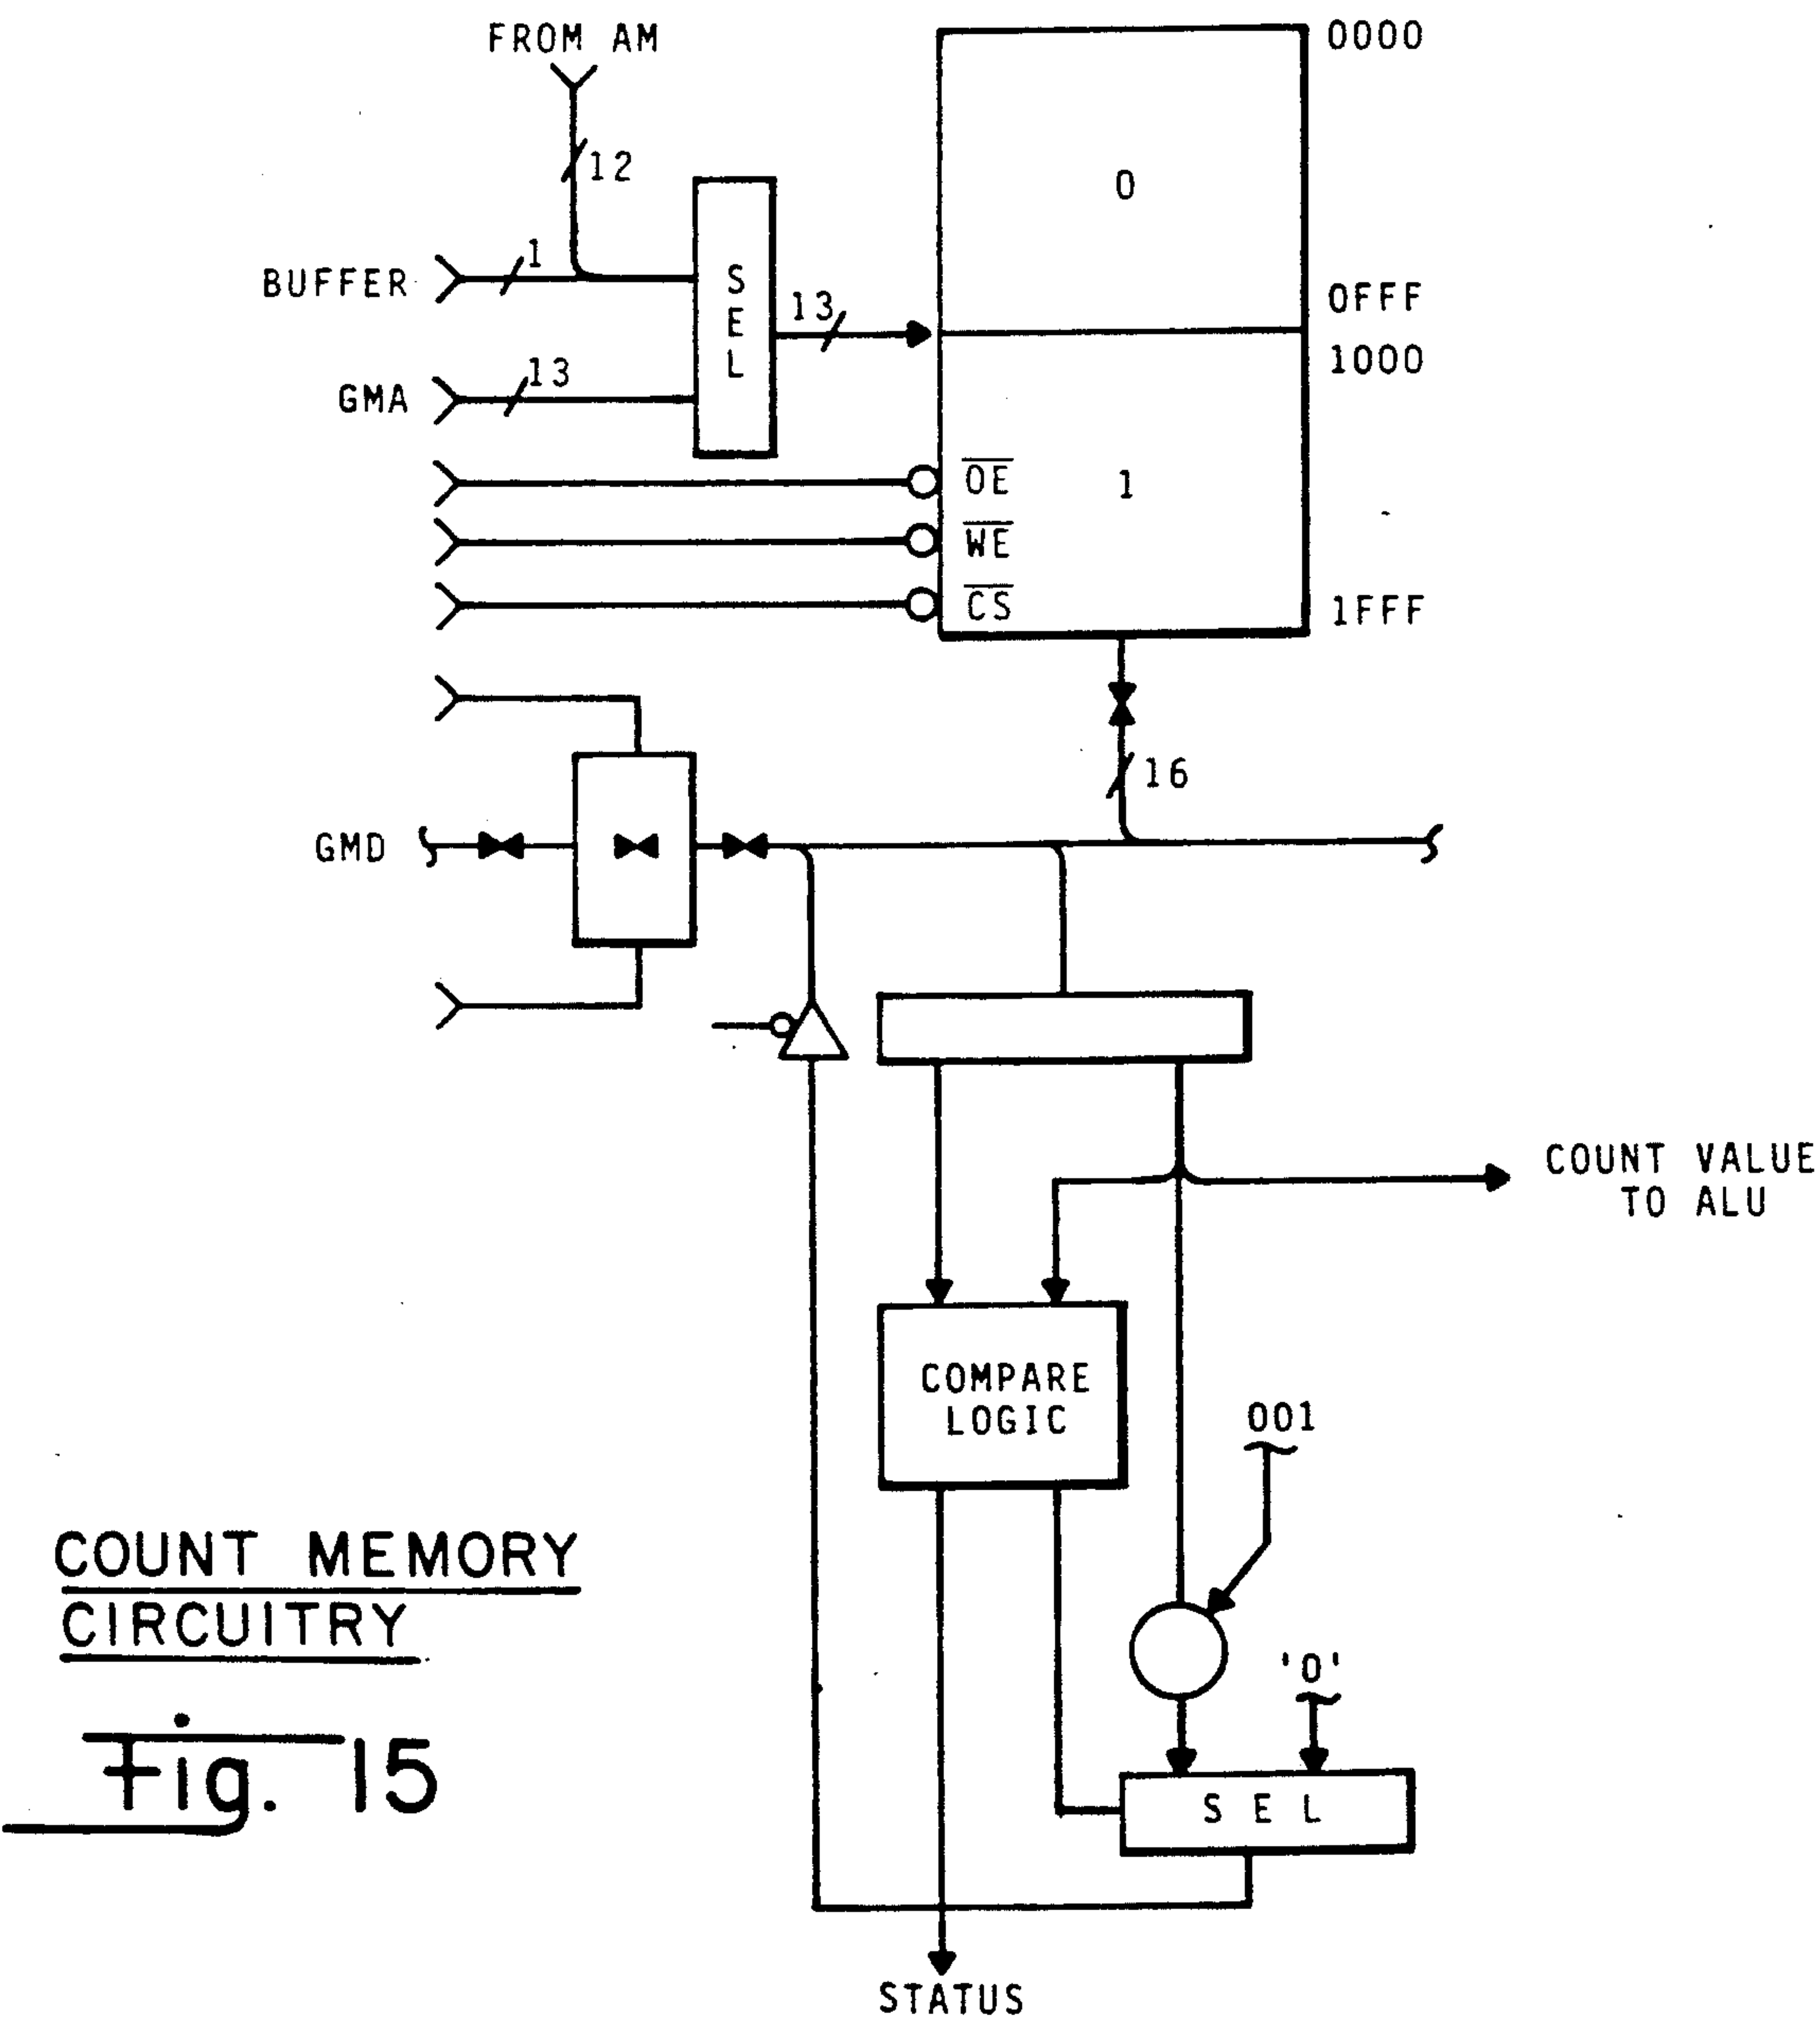 FROM AM
0000
12
0
1
BUFFER
S
E
L
13
0FFF
1000
13
GMA
OE
1
WE
CS
1FFF
16
GMD
COUNT VALUE
TO ALU
COMPARE
LOGIC
001
COUNT MEMORY
CIRCUITRY
'0'
Fig. 15
SEL
STATUS